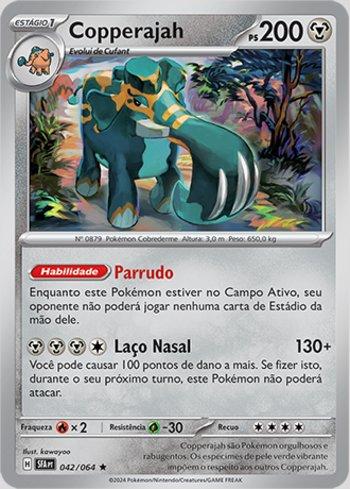 ESTÁGIO 1 Copperajah PS 200
Evolui de Cufant
Nº 0879 Pokémon Cobrederme Altura: 3,0 m Peso: 650,0 kg
Habilidade Parrudo
Enquanto este Pokémon estiver no Campo Ativo, seu
oponente não poderá jogar nenhuma carta de Estádio da
mão dele.
Laço Nasal 130+
Você pode causar 100 pontos de dano a mais. Se fizer isto,
durante o seu próximo turno, este Pokémon não poderá
atacar.
Fraqueza × 2 Resistência -30 Recuo
Ilust. kawayoo
H SFA PT 042/064 ★
Copperajah são Pokémon orgulhosos e
rabugentos. Os espécimes de pele verde vibrante
impõem o respeito aos outros Copperajah.
©2024 Pokémon/Nintendo/Creatures/GAME FREAK